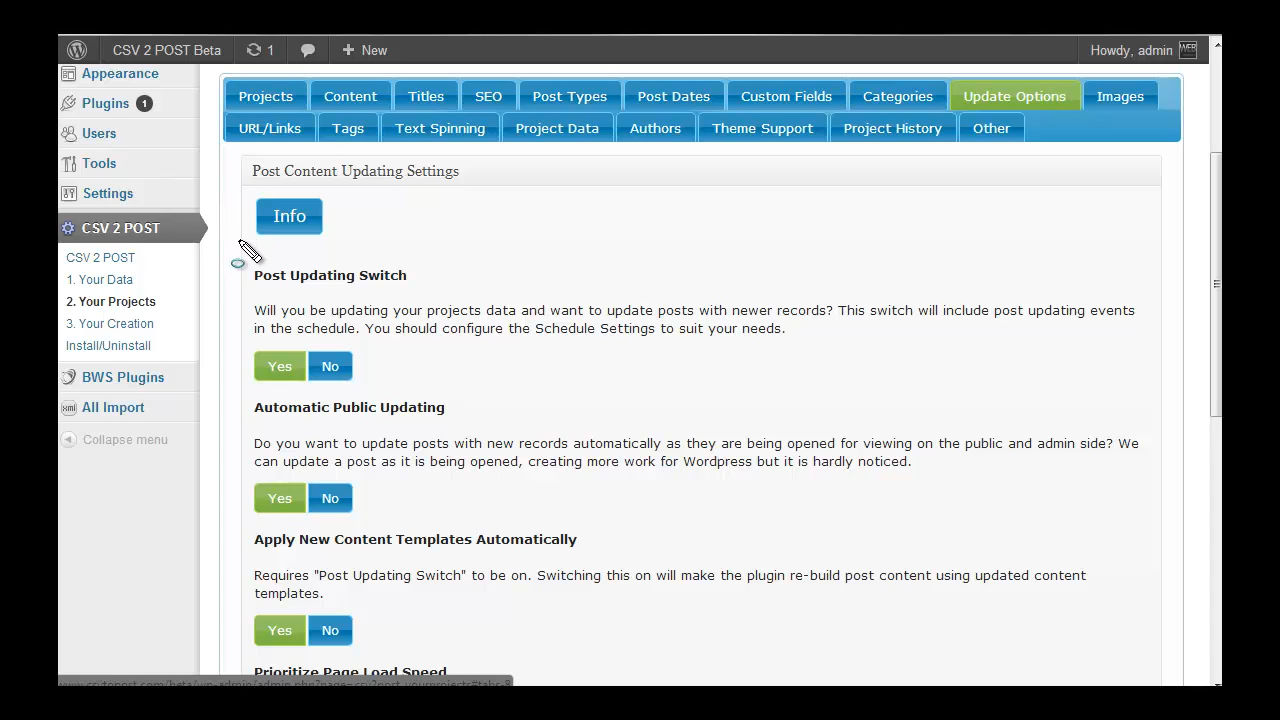 CSV 2 POST Beta 1 New Howdy, admin
Appearance
Plugins 1
Users
Tools
Settings
CSV 2 POST
CSV 2 POST
1. Your Data
2. Your Projects
3. Your Creation
Install/Uninstall
BWS Plugins
All Import
Collapse menu
Projects Content Titles SEO Post Types Post Dates Custom Fields Categories Update Options Images
URL/Links Tags Text Spinning Project Data Authors Theme Support Project History Other
Post Content Updating Settings
Info
Post Updating Switch
Will you be updating your projects data and want to update posts with newer records? This switch will include post updating events
in the schedule. You should configure the Schedule Settings to suit your needs.
Yes No
Automatic Public Updating
Do you want to update posts with new records automatically as they are being opened for viewing on the public and admin side? We
can update a post as it is being opened, creating more work for Wordpress but it is hardly noticed.
Yes No
Apply New Content Templates Automatically
Requires "Post Updating Switch" to be on. Switching this on will make the plugin re-build post content using updated content
templates.
Yes No
Prioritize Page Load Speed